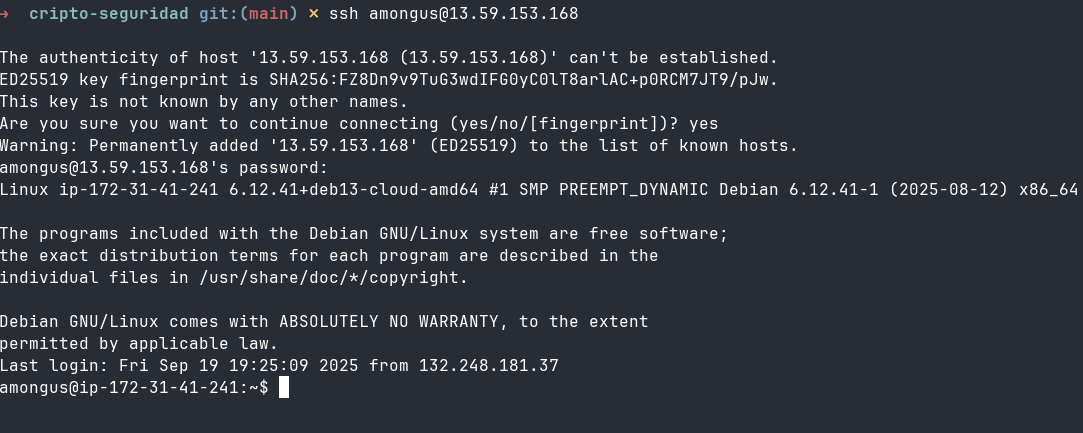 → cripto-seguridad git:(main) × ssh amongus@13.59.153.168
The authenticity of host '13.59.153.168 (13.59.153.168)' can't be established.
ED25519 key fingerprint is SHA256:FZ8Dn9v9TuG3wdIFG0yC0lT8arlAC+p0RCM7JT9/pJw.
This key is not known by any other names.
Are you sure you want to continue connecting (yes/no/[fingerprint])? yes
Warning: Permanently added '13.59.153.168' (ED25519) to the list of known hosts.
amongus@13.59.153.168's password:
Linux ip-172-31-41-241 6.12.41+deb13-cloud-amd64 #1 SMP PREEMPT_DYNAMIC Debian 6.12.41-1 (2025-08-12) x86_64
The programs included with the Debian GNU/Linux system are free software;
the exact distribution terms for each program are described in the
individual files in /usr/share/doc/*/copyright.
Debian GNU/Linux comes with ABSOLUTELY NO WARRANTY, to the extent
permitted by applicable law.
Last login: Fri Sep 19 19:25:09 2025 from 132.248.181.37
amongus@ip-172-31-41-241:~$